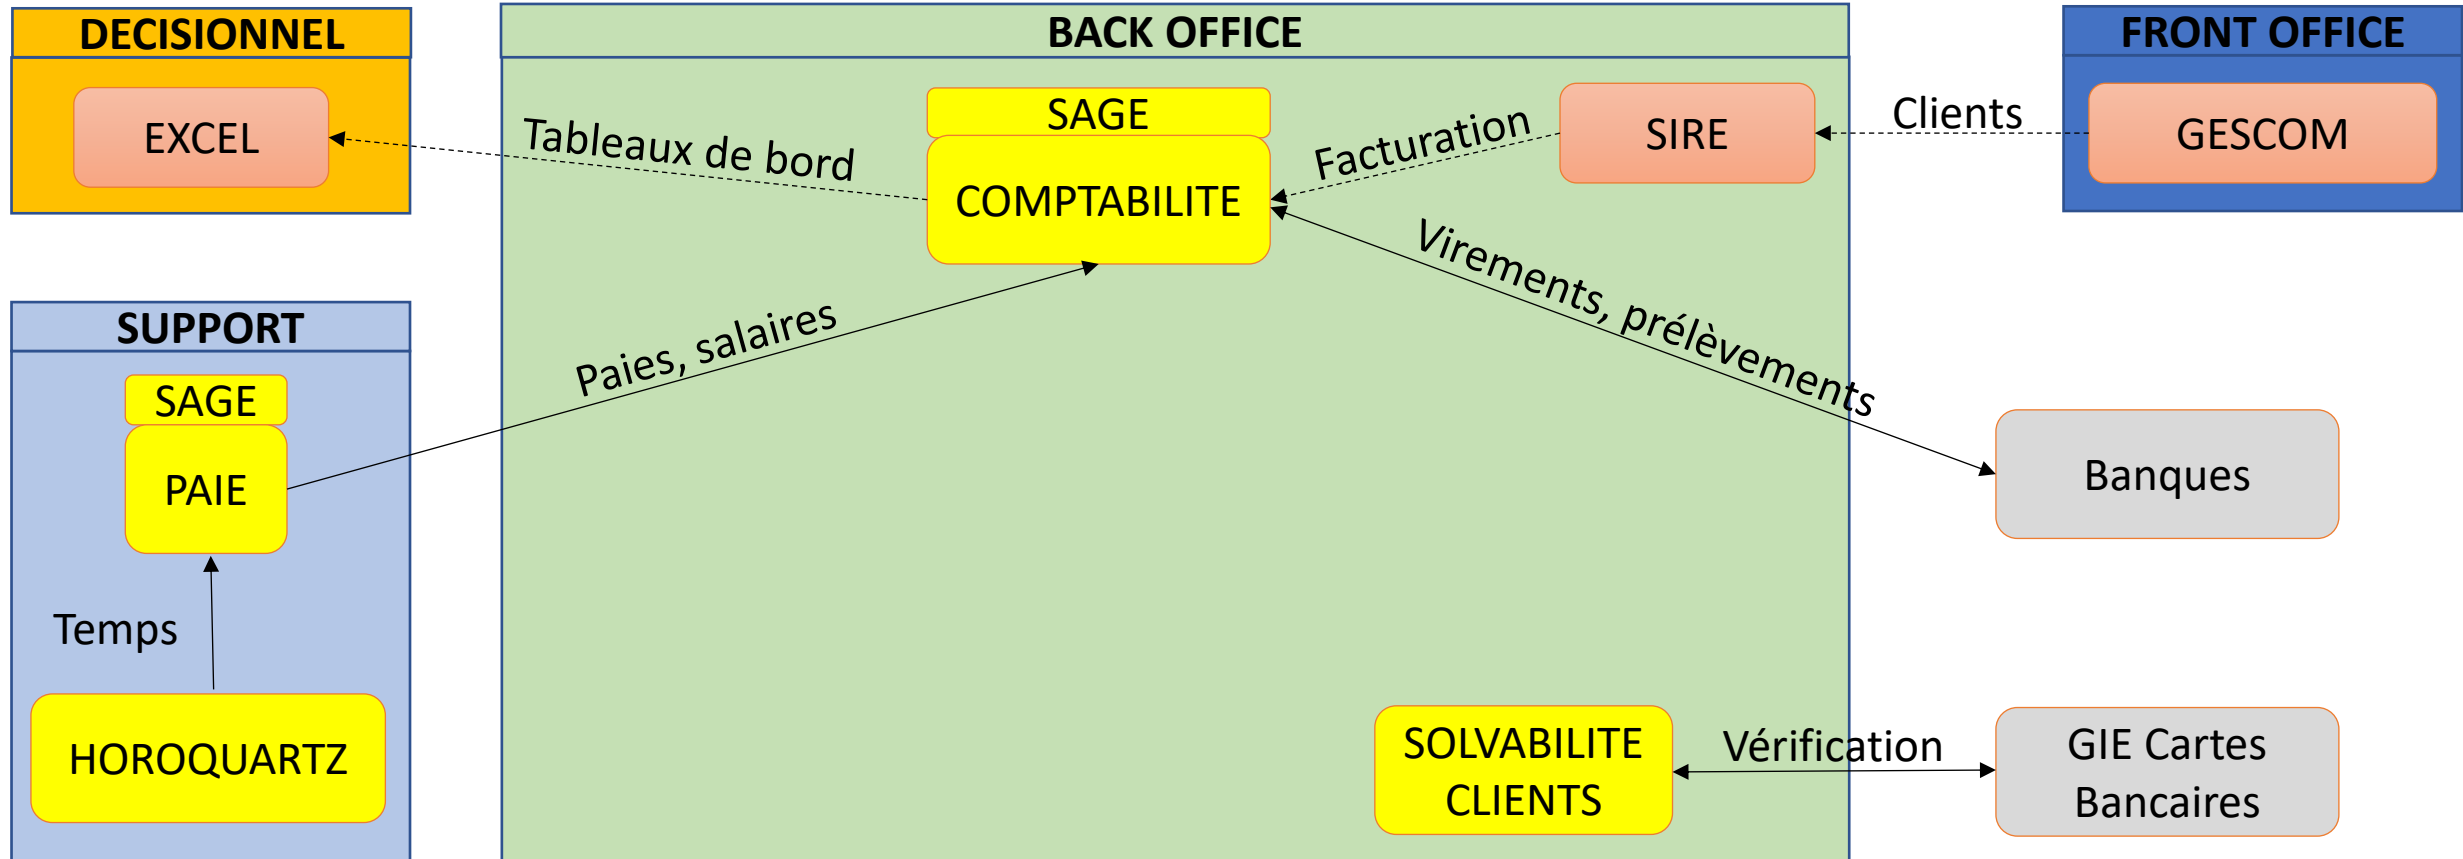 DECISIONNEL
BACK OFFICE
FRONT OFFICE
EXCEL
Tableaux de bord
SAGE
COMPTABILITE
Facturation
SIRE
Clients
GESCOM
Virements, prélèvements
SUPPORT
SAGE
PAIE
Paies, salaires
Banques
Temps
HOROQUARTZ
SOLVABILITE
CLIENTS
Vérification
GIE Cartes
Bancaires